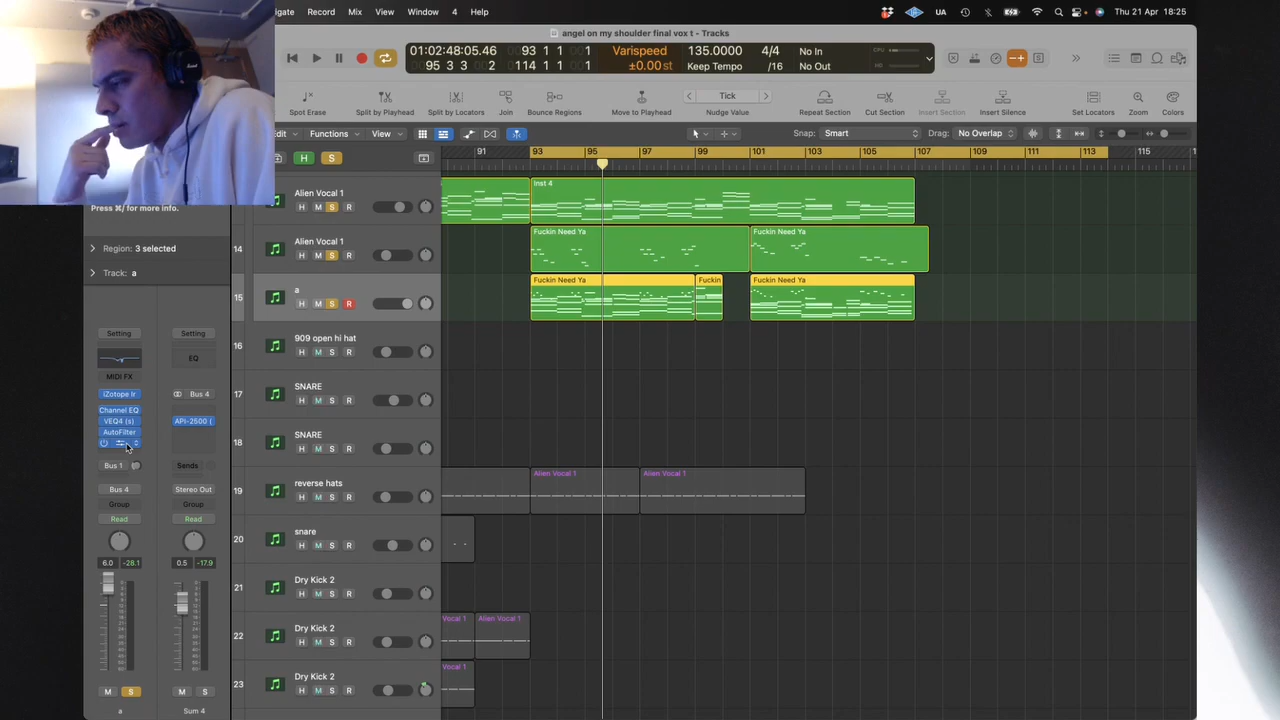 igate Record Mix View Window 4 Help
UA Thu 21 Apr 18:25
angel on my shoulder final vox t - Tracks
01:02:48:05.46 93 1 1 1 Varispeed 135.0000 4/4 No In CPU
95 3 3 2 114 1 1 1 ±0.00 st Keep Tempo /16 No Out
Tick
Spot Erase Split by Playhead Split by Locators Join Bounce Regions Move to Playhead Nudge Value Repeat Section Cut Section Insert Section Insert Silence Set Locators Zoom Colors
Edit Functions View Snap: Smart Drag: No Overlap
H S 91 93 95 97 99 101 103 105 107 109 111 113 115 1
Press ⌘/ for more info.
Region: 3 selected
Track: a
Alien Vocal 1 Inst 4
H M S R
14 Alien Vocal 1 Fuckin Need Ya Fuckin Need Ya
H M S R
15 a Fuckin Need Ya Fuckin Fuckin Need Ya
H M S R
16 909 open hi hat
H M S R
17 SNARE
H M S R
18 SNARE
H M S R
19 reverse hats Alien Vocal 1 Alien Vocal 1
H M S R
20 snare
H M S R
21 Dry Kick 2
H M S R
22 Dry Kick 2 Vocal 1 Alien Vocal 1
H M S R
23 Dry Kick 2 Vocal 1
H M S R
Setting Setting
EQ
MIDI FX
iZotope Ir Bus 4
Channel EQ
VEQ4 (s) API-2500 (
AutoFilter
Bus 1 Sends
Bus 4 Stereo Out
Group Group
Read Read
6.0 -28.1 0.5 -17.9
M S M S
a Sum 4